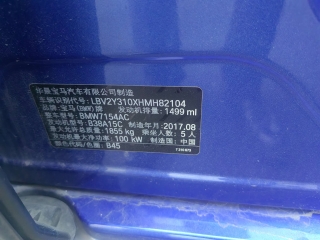 华晨宝马汽车有限公司制造
车辆识别代号: LBV2Y310XHMH82104
品牌: 宝马(BMW)牌 发动机排量: 1499 ml
整车型号: BMW7154AC 制造年月: 2017.08
发动机型号: B38A15C 乘坐人数: 5 人
最大允许总质量: 1855 kg 制造国: 中国
发动机最大净功率: 100 kW
颜色代号: B45